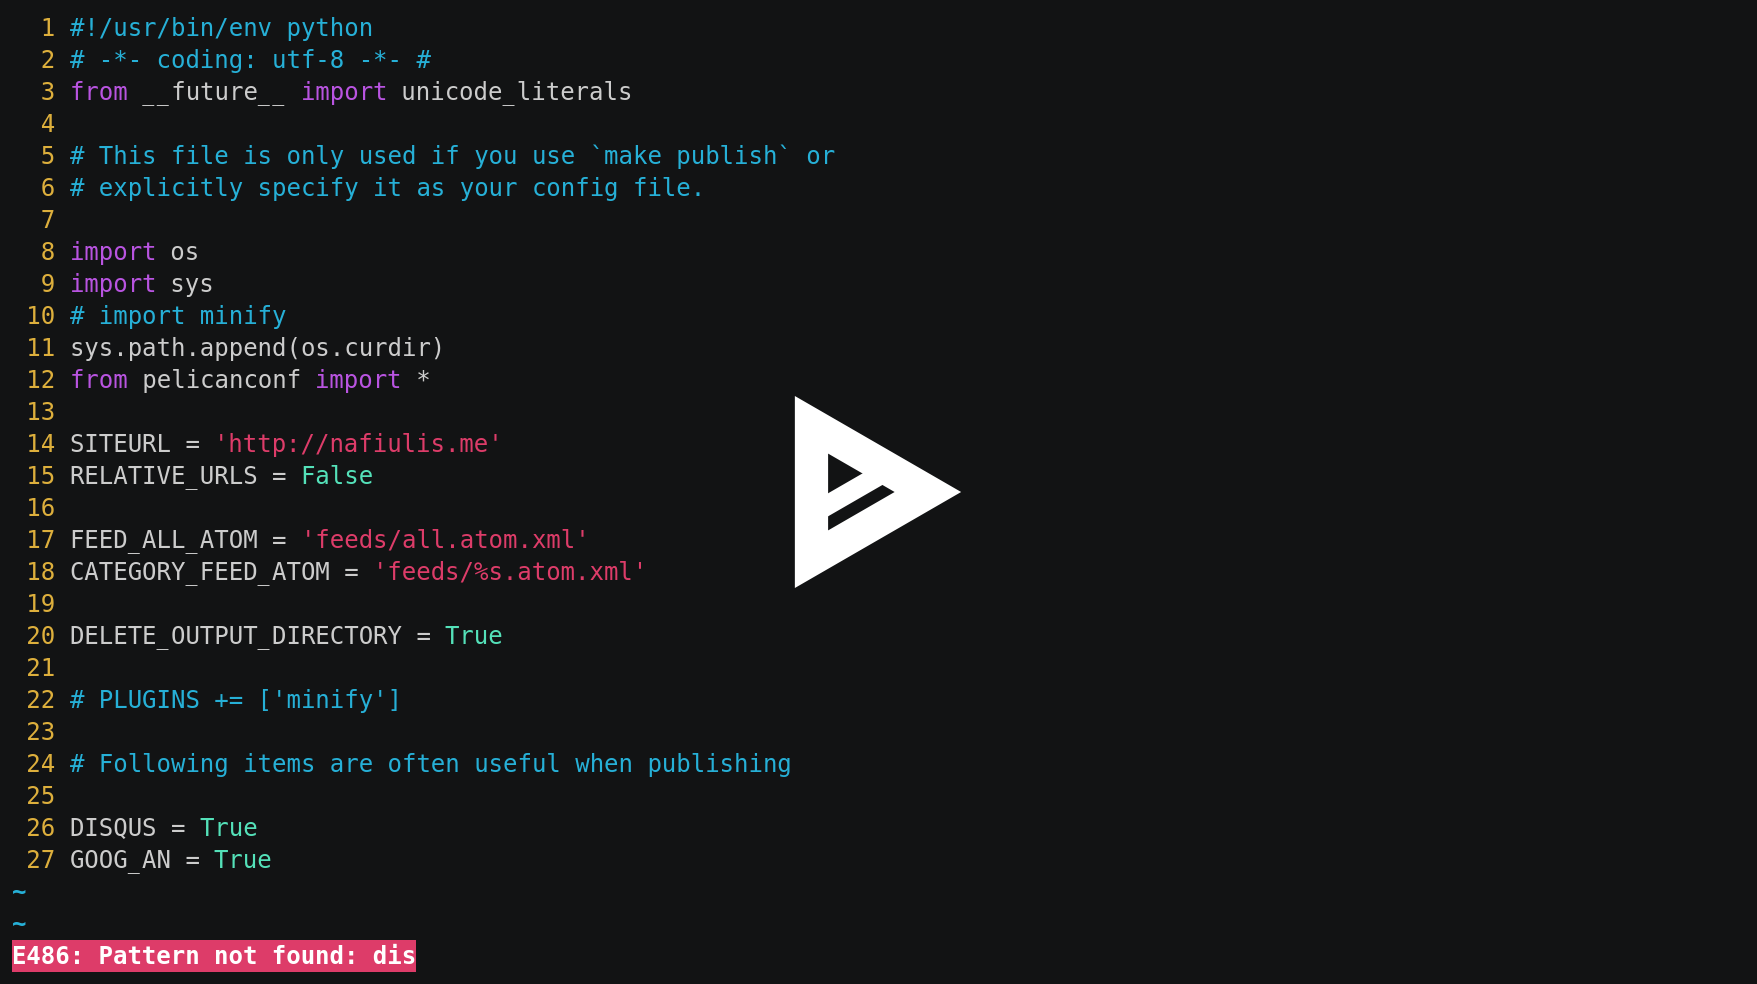 1 #!/usr/bin/env python
2 # -*- coding: utf-8 -*- #
3 from __future__ import unicode_literals
4
5 # This file is only used if you use `make publish` or
6 # explicitly specify it as your config file.
7
8 import os
9 import sys
10 # import minify
11 sys.path.append(os.curdir)
12 from pelicanconf import *
13
14 SITEURL = 'http://nafiulis.me'
15 RELATIVE_URLS = False
16
17 FEED_ALL_ATOM = 'feeds/all.atom.xml'
18 CATEGORY_FEED_ATOM = 'feeds/%s.atom.xml'
19
20 DELETE_OUTPUT_DIRECTORY = True
21
22 # PLUGINS += ['minify']
23
24 # Following items are often useful when publishing
25
26 DISQUS = True
27 GOOG_AN = True
~
~
E486: Pattern not found: dis